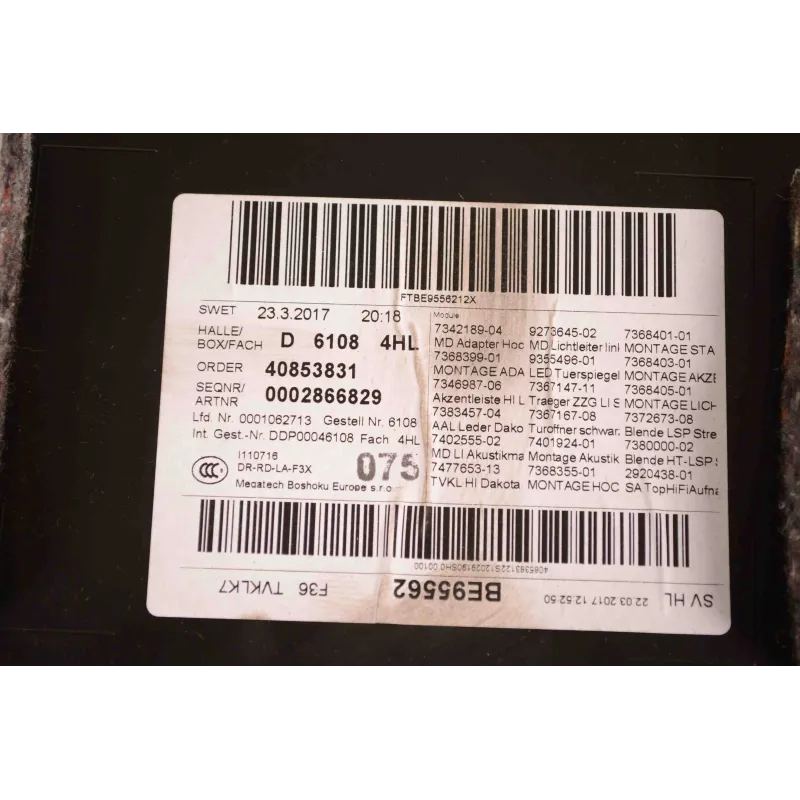 FTBE9556212X
SWET 23.3.2017 20:18
HALLE/
BOX/FACH D 6108 4HL
ORDER 40853831
SEQNR/
ARTNR 0002866829
Lfd. Nr. 0001062713 Gestell Nr. 6108
Int. Gest.-Nr. DDP00046108 Fach 4HL
I110716
DR-RD-LA-F3X
Megatech Boshoku Europe s.r.o.
075
Module
7342189-04 9273645-02 7368401-01
MD Adapter Hoc MD Lichtleiter link MONTAGE STA
7368399-01 9355496-01 7368403-01
MONTAGE ADA LED Tuerspiegel MONTAGE AKZE
7346987-06 7367147-11 7368405-01
Akzentleiste HI L Traeger ZZG LI S MONTAGE LICH
7383457-04 7367167-08 7372673-08
AAL Leder Dako Turoffner schwar Blende LSP Stre
7402555-02 7401924-01 7380000-02
MD LI Akustikma Montage Akustik Blende HT-LSP S
7477653-13 7368355-01 2920438-01
TVKL HI Dakota MONTAGE HOC SA TopHiFiAufna
4085383122S1200291905H0 00100
SV HL 22.03.2017 12:52:50 BE95562 F36 TVKLK7